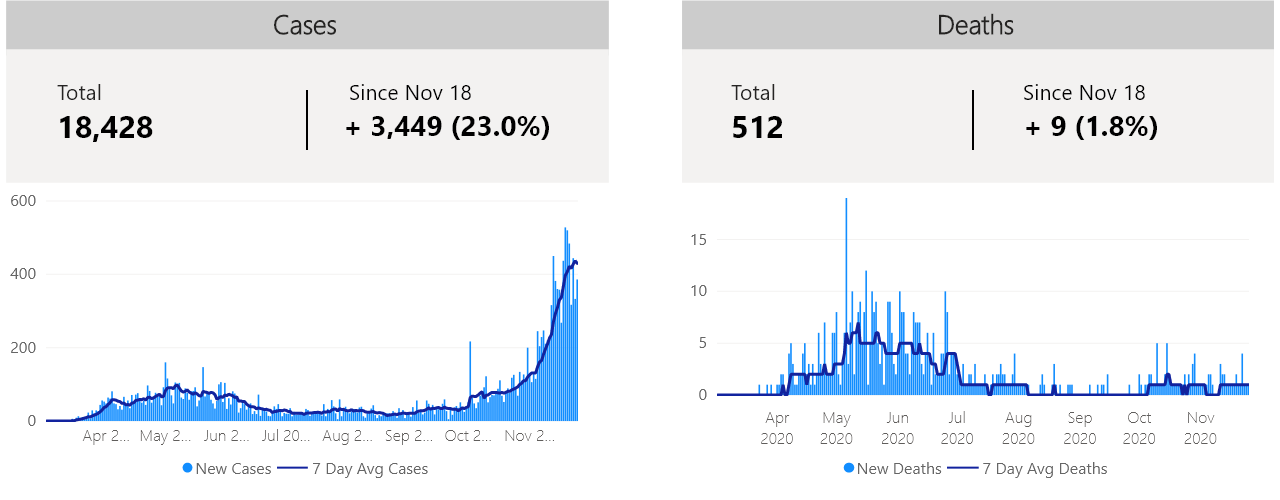 Cases
Total
18,428
Since Nov 18
+ 3,449 (23.0%)
600
400
200
0
Apr 2... May 2... Jun 2... Jul 20... Aug 2... Sep 2... Oct 2... Nov 2...
New Cases 7 Day Avg Cases
Deaths
Total
512
Since Nov 18
+ 9 (1.8%)
15
10
5
0
Apr May Jun Jul Aug Sep Oct Nov
2020 2020 2020 2020 2020 2020 2020 2020
New Deaths 7 Day Avg Deaths